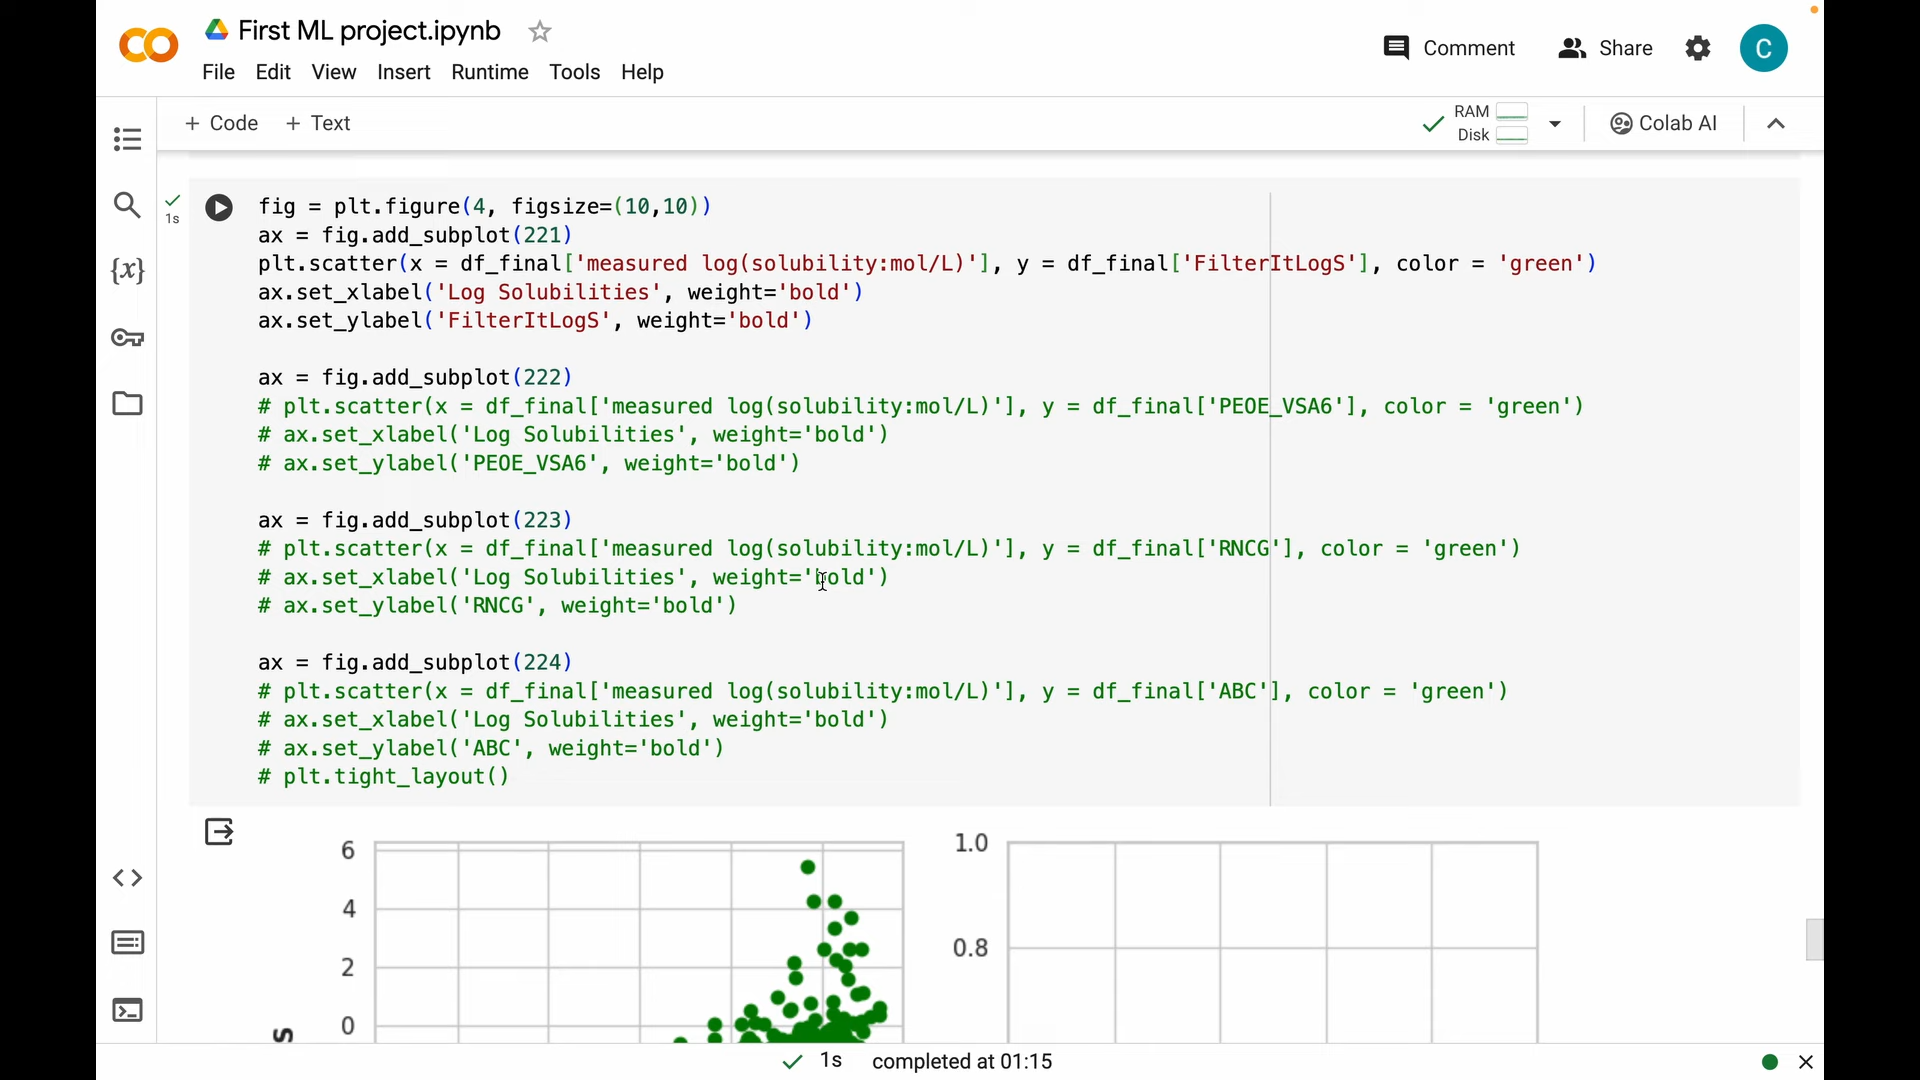 First ML project.ipynb
Comment
Share
C
File Edit View Insert Runtime Tools Help
+ Code + Text
RAM
Disk
Colab AI
{x}
1s
fig = plt.figure(4, figsize=(10,10))
ax = fig.add_subplot(221)
plt.scatter(x = df_final['measured log(solubility:mol/L)'], y = df_final['FilterItLogS'], color = 'green')
ax.set_xlabel('Log Solubilities', weight='bold')
ax.set_ylabel('FilterItLogS', weight='bold')
ax = fig.add_subplot(222)
# plt.scatter(x = df_final['measured log(solubility:mol/L)'], y = df_final['PEOE_VSA6'], color = 'green')
# ax.set_xlabel('Log Solubilities', weight='bold')
# ax.set_ylabel('PEOE_VSA6', weight='bold')
ax = fig.add_subplot(223)
# plt.scatter(x = df_final['measured log(solubility:mol/L)'], y = df_final['RNCG'], color = 'green')
# ax.set_xlabel('Log Solubilities', weight='bold')
# ax.set_ylabel('RNCG', weight='bold')
ax = fig.add_subplot(224)
# plt.scatter(x = df_final['measured log(solubility:mol/L)'], y = df_final['ABC'], color = 'green')
# ax.set_xlabel('Log Solubilities', weight='bold')
# ax.set_ylabel('ABC', weight='bold')
# plt.tight_layout()
6
4
2
0
s
1.0
0.8
1s completed at 01:15